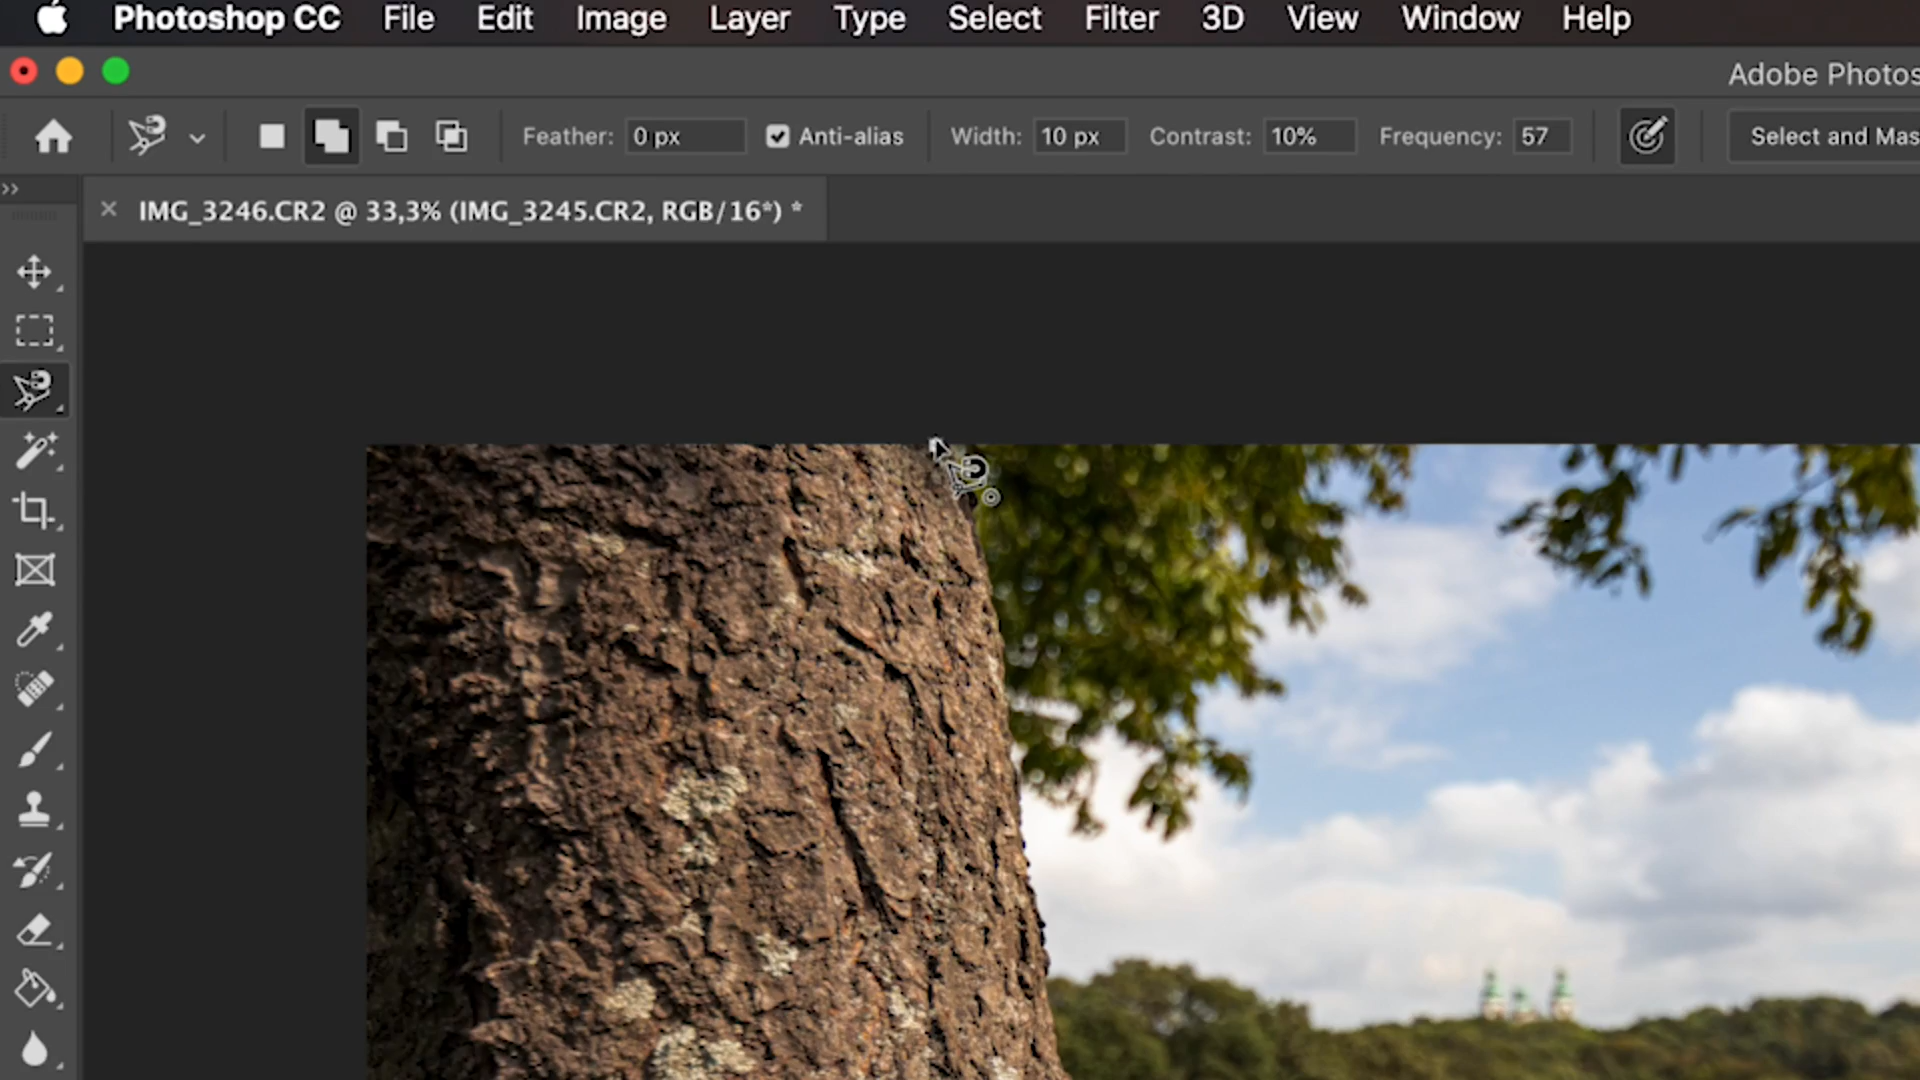 Photoshop CC File Edit Image Layer Type Select Filter 3D View Window Help
Adobe Photos
Feather: 0 px Anti-alias Width: 10 px Contrast: 10% Frequency: 57 Select and Mas
IMG_3246.CR2 @ 33,3% (IMG_3245.CR2, RGB/16*) *